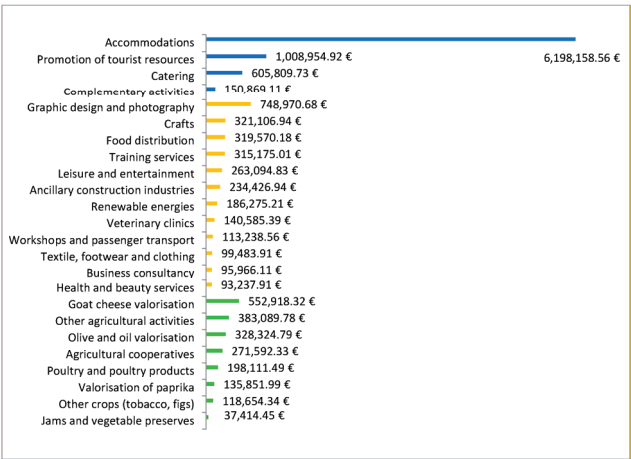 Accommodations 6,198,158.56 €
Promotion of tourist resources 1,008,954.92 €
Catering 605,809.73 €
Complementary activities 150,869.11 €
Graphic design and photography 748,970.68 €
Crafts 321,106.94 €
Food distribution 319,570.18 €
Training services 315,175.01 €
Leisure and entertainment 263,094.83 €
Ancillary construction industries 234,426.94 €
Renewable energies 186,275.21 €
Veterinary clinics 140,585.39 €
Workshops and passenger transport 113,238.56 €
Textile, footwear and clothing 99,483.91 €
Business consultancy 95,966.11 €
Health and beauty services 93,237.91 €
Goat cheese valorisation 552,918.32 €
Other agricultural activities 383,089.78 €
Olive and oil valorisation 328,324.79 €
Agricultural cooperatives 271,592.33 €
Poultry and poultry products 198,111.49 €
Valorisation of paprika 135,851.99 €
Other crops (tobacco, figs) 118,654.34 €
Jams and vegetable preserves 37,414.45 €